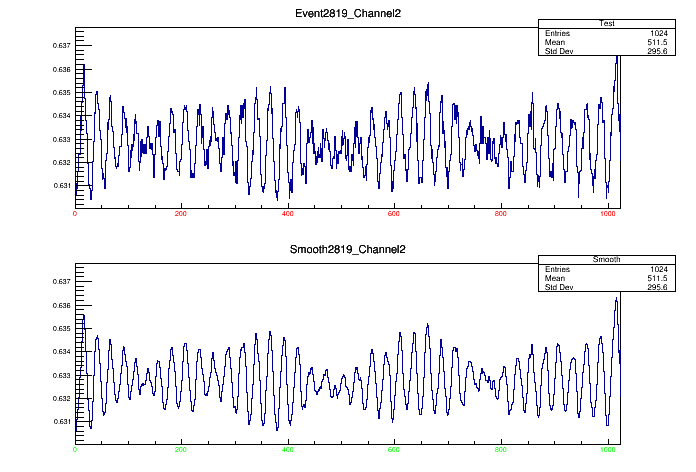 Event2819_Channel2
Test
Entries 1024
Mean 511.5
Std Dev 295.6
0.637
0.636
0.635
0.634
0.633
0.632
0.631
0 200 400 600 800 1000
Smooth2819_Channel2
Smooth
Entries 1024
Mean 511.5
Std Dev 295.6
0.637
0.636
0.635
0.634
0.633
0.632
0.631
0 200 400 600 800 1000